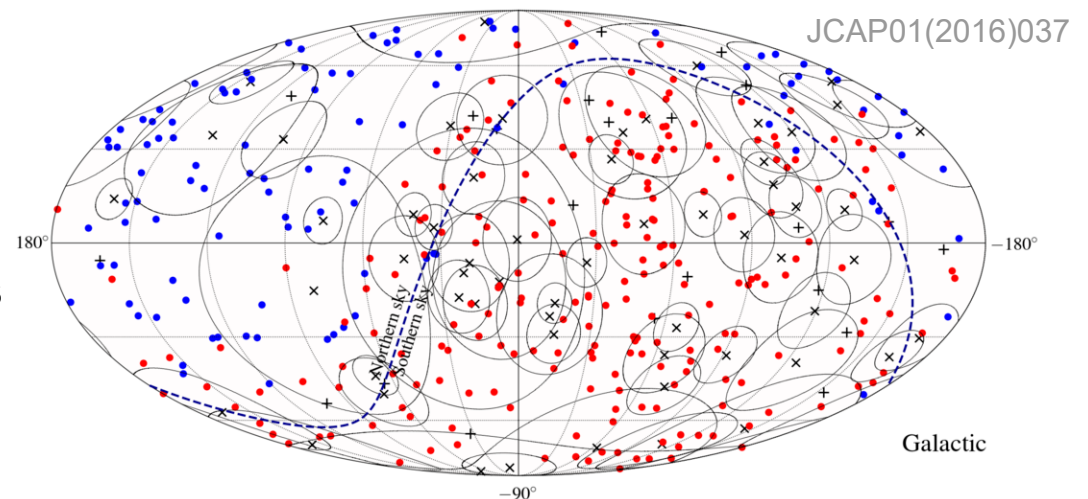 JCAP01(2016)037
180°
−180°
Northern sky
Southern sky
Galactic
−90°